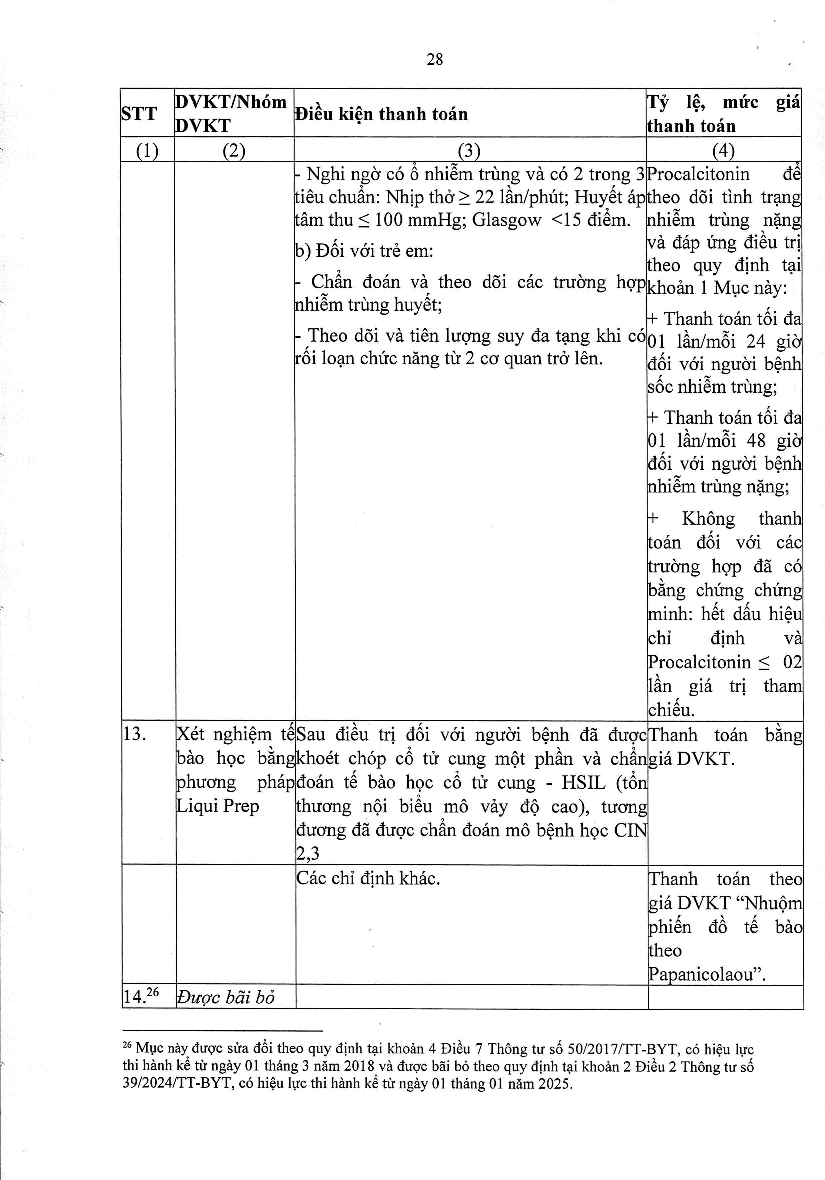 28
STT
DVKT/Nhóm
DVKT
Điều kiện thanh toán
Tỷ lệ, mức giá
thanh toán
(1)
(2)
(3)
(4)
- Nghi ngờ có ổ nhiễm trùng và có 2 trong 3
tiêu chuẩn: Nhịp thở ≥ 22 lần/phút; Huyết áp
tâm thu ≤ 100 mmHg; Glasgow <15 điểm.
b) Đối với trẻ em:
- Chẩn đoán và theo dõi các trường hợp
nhiễm trùng huyết;
- Theo dõi và tiên lượng suy đa tạng khi có
rối loạn chức năng từ 2 cơ quan trở lên.
Procalcitonin để
theo dõi tình trạng
nhiễm trùng nặng
và đáp ứng điều trị
theo quy định tại
khoản 1 Mục này:
+ Thanh toán tối đa
01 lần/mỗi 24 giờ
đối với người bệnh
sốc nhiễm trùng;
+ Thanh toán tối đa
01 lần/mỗi 48 giờ
đối với người bệnh
nhiễm trùng nặng;
+ Không thanh
toán đối với các
trường hợp đã có
bằng chứng chứng
minh: hết dấu hiệu
chỉ định và
Procalcitonin ≤ 02
lần giá trị tham
chiếu.
13.
Xét nghiệm tế
bào học bằng
phương pháp
Liqui Prep
Sau điều trị đối với người bệnh đã được
khoét chóp cổ tử cung một phần và chẩn
đoán tế bào học cổ tử cung - HSIL (tổn
thương nội biểu mô vảy độ cao), tương
đương đã được chẩn đoán mô bệnh học CIN
2,3
Thanh toán bằng
giá DVKT.
Các chỉ định khác.
Thanh toán theo
giá DVKT “Nhuộm
phiến đồ tế bào
theo
Papanicolaou”.
14.26
Được bãi bỏ
26 Mục này được sửa đổi theo quy định tại khoản 4 Điều 7 Thông tư số 50/2017/TT-BYT, có hiệu lực
thi hành kể từ ngày 01 tháng 3 năm 2018 và được bãi bỏ theo quy định tại khoản 2 Điều 2 Thông tư số
39/2024/TT-BYT, có hiệu lực thi hành kể từ ngày 01 tháng 01 năm 2025.